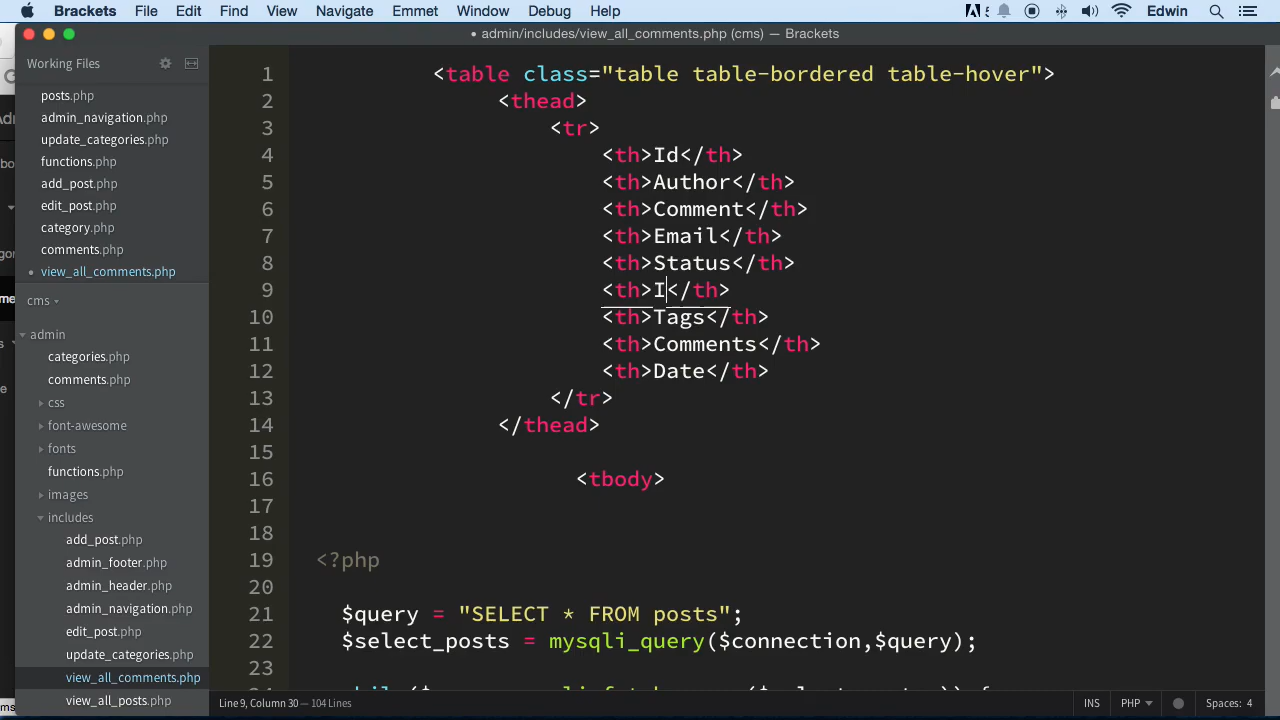 Brackets File Edit Find View Navigate Emmet Window Debug Help Edwin
admin/includes/view_all_comments.php (cms) — Brackets
Working Files
posts.php
admin_navigation.php
update_categories.php
functions.php
add_post.php
edit_post.php
category.php
comments.php
view_all_comments.php
cms
admin
categories.php
comments.php
css
font-awesome
fonts
functions.php
images
includes
add_post.php
admin_footer.php
admin_header.php
admin_navigation.php
edit_post.php
update_categories.php
view_all_comments.php
view_all_posts.php
1 <table class="table table-bordered table-hover">
2 <thead>
3 <tr>
4 <th>Id</th>
5 <th>Author</th>
6 <th>Comment</th>
7 <th>Email</th>
8 <th>Status</th>
9 <th>I</th>
10 <th>Tags</th>
11 <th>Comments</th>
12 <th>Date</th>
13 </tr>
14 </thead>
15
16 <tbody>
17
18
19 <?php
20
21 $query = "SELECT * FROM posts";
22 $select_posts = mysqli_query($connection,$query);
23
Line 9, Column 30 — 104 Lines INS PHP Spaces: 4